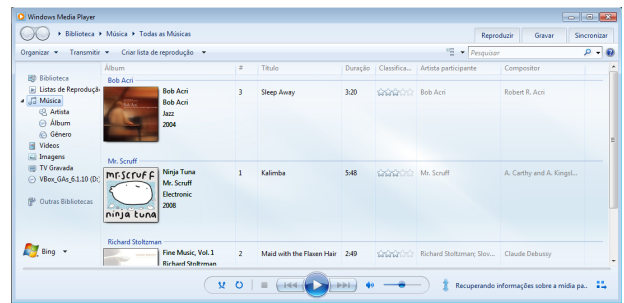 Windows Media Player
Biblioteca ▸ Música ▸ Todas as Músicas
Reproduzir Gravar Sincronizar
Organizar Transmitir Criar lista de reprodução Pesquisar
Álbum # Título Duração Classifica... Artista participante Compositor
Biblioteca
Listas de Reproduçã
Música
Artista
Álbum
Gênero
Vídeos
Imagens
TV Gravada
VBox_GAs_6.1.10 (D:
Outras Bibliotecas
Bing
Bob Acri
Bob Acri 3 Sleep Away 3:20 Bob Acri Robert R. Acri
Bob Acri
Jazz
2004
Mr. Scruff
mr.scruff
ninja tuna
Ninja Tuna 1 Kalimba 5:48 Mr. Scruff A. Carthy and A. Kingsl...
Mr. Scruff
Electronic
2008
Richard Stoltzman
Fine Music, Vol. 1 2 Maid with the Flaxen Hair 2:49 Richard Stoltzman; Slov... Claude Debussy
Richard Stoltzman
Recuperando informações sobre a mídia pa..